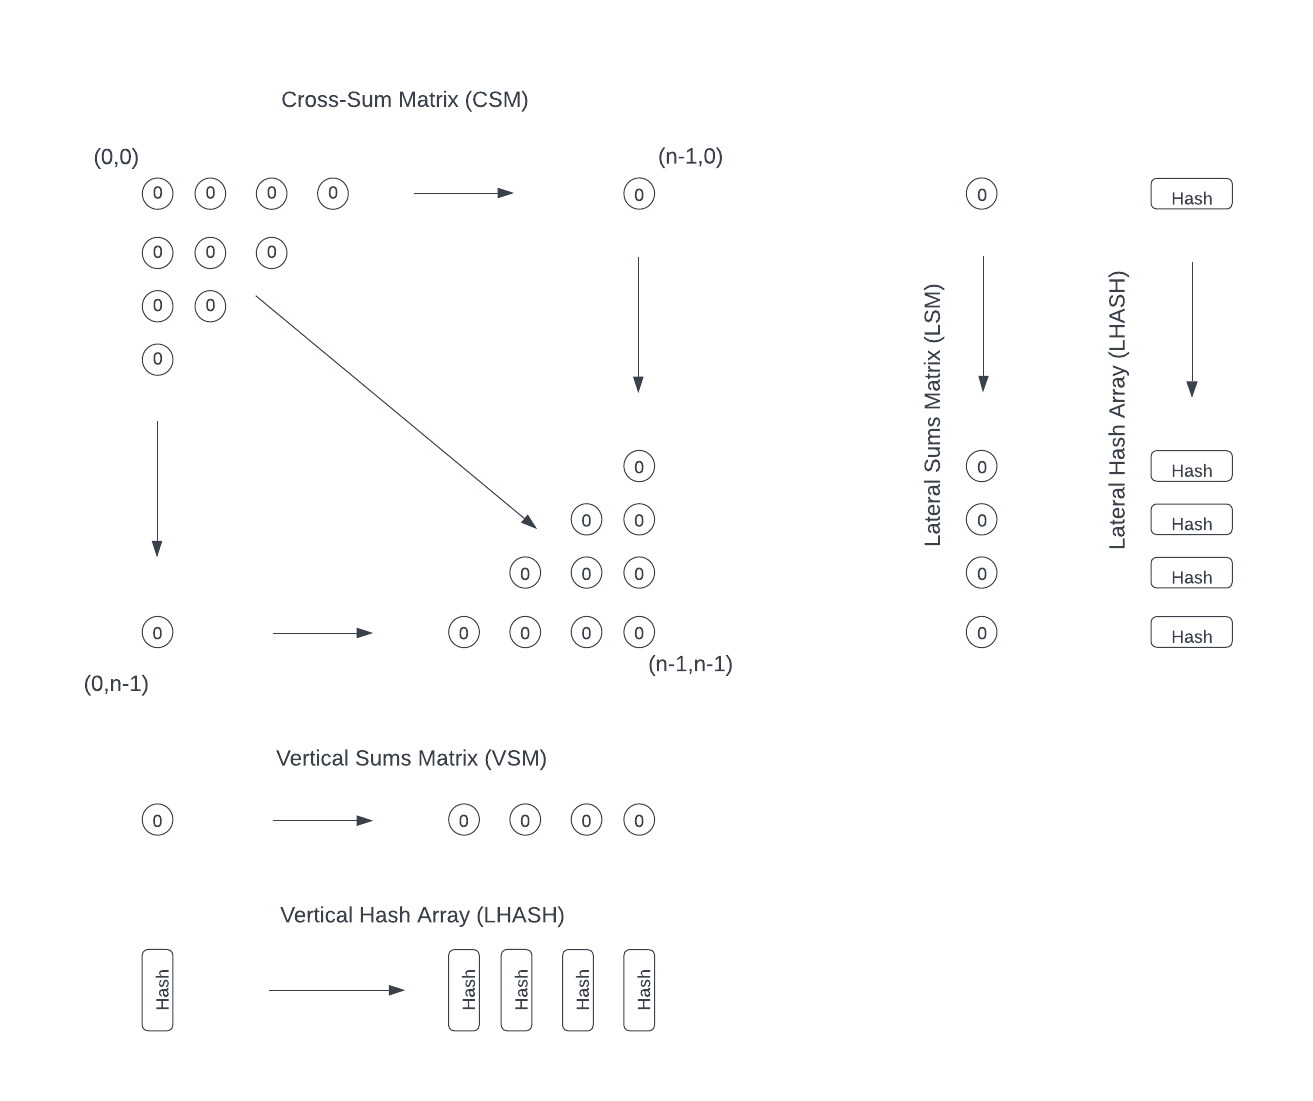 Cross-Sum Matrix (CSM)
(0,0)
(n-1,0)
0 0 0 0 0
0 0 0
0 0
0
0
0 0
0 0 0
0 0 0 0 0
(n-1,n-1)
(0,n-1)
Lateral Sums Matrix (LSM)
0
0
0
0
0
Lateral Hash Array (LHASH)
Hash
Hash
Hash
Hash
Hash
Vertical Sums Matrix (VSM)
0 0 0 0 0
Vertical Hash Array (LHASH)
Hash Hash Hash Hash Hash